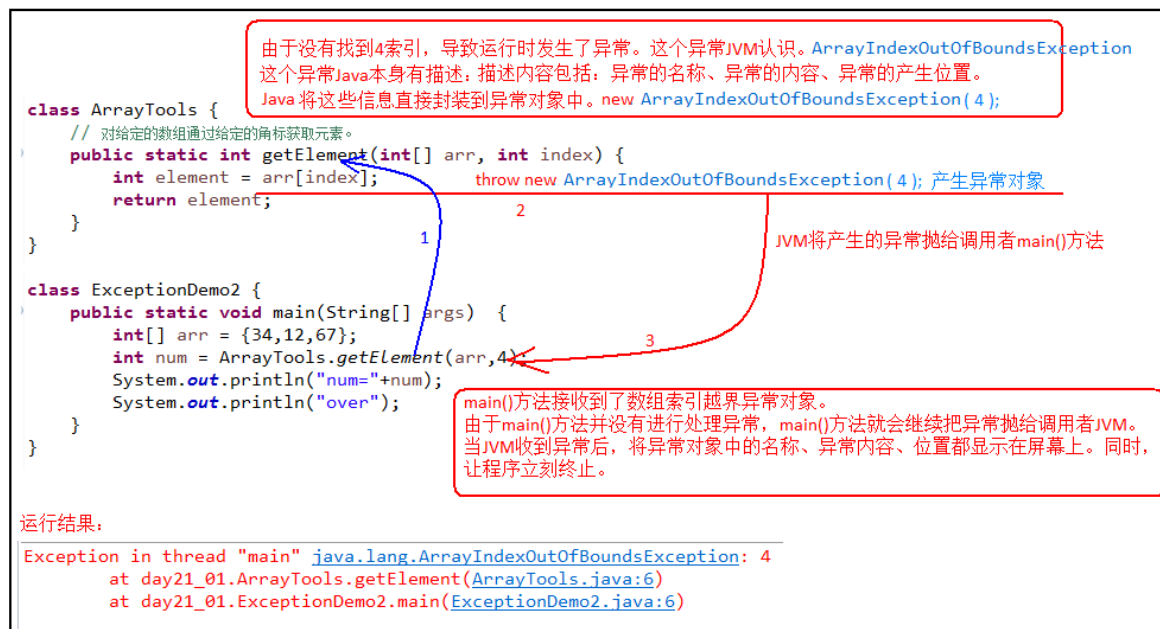 由于没有找到4索引，导致运行时发生了异常。这个异常JVM认识。ArrayIndexOutOfBoundsException
这个异常Java本身有描述：描述内容包括：异常的名称、异常的内容、异常的产生位置。
Java将这些信息直接封装到异常对象中。new ArrayIndexOutOfBoundsException(4);
class ArrayTools {
// 对给定的数组通过给定的角标获取元素。
public static int getElement(int[] arr, int index) {
int element = arr[index]; throw new ArrayIndexOutOfBoundsException(4); 产生异常对象
return element;
2
}
1
JVM将产生的异常抛给调用者main()方法
}
class ExceptionDemo2 {
public static void main(String[] args) {
int[] arr = {34,12,67};
3
int num = ArrayTools.getElement(arr,4);
System.out.println("num="+num);
System.out.println("over");
}
}
main()方法接收到了数组索引越界异常对象。
由于main()方法并没有进行处理异常，main()方法就会继续把异常抛给调用者JVM。
当JVM收到异常后，将异常对象中的名称、异常内容、位置都显示在屏幕上。同时，
让程序立刻终止。
运行结果：
Exception in thread "main" java.lang.ArrayIndexOutOfBoundsException: 4
at day21_01.ArrayTools.getElement(ArrayTools.java:6)
at day21_01.ExceptionDemo2.main(ExceptionDemo2.java:6)